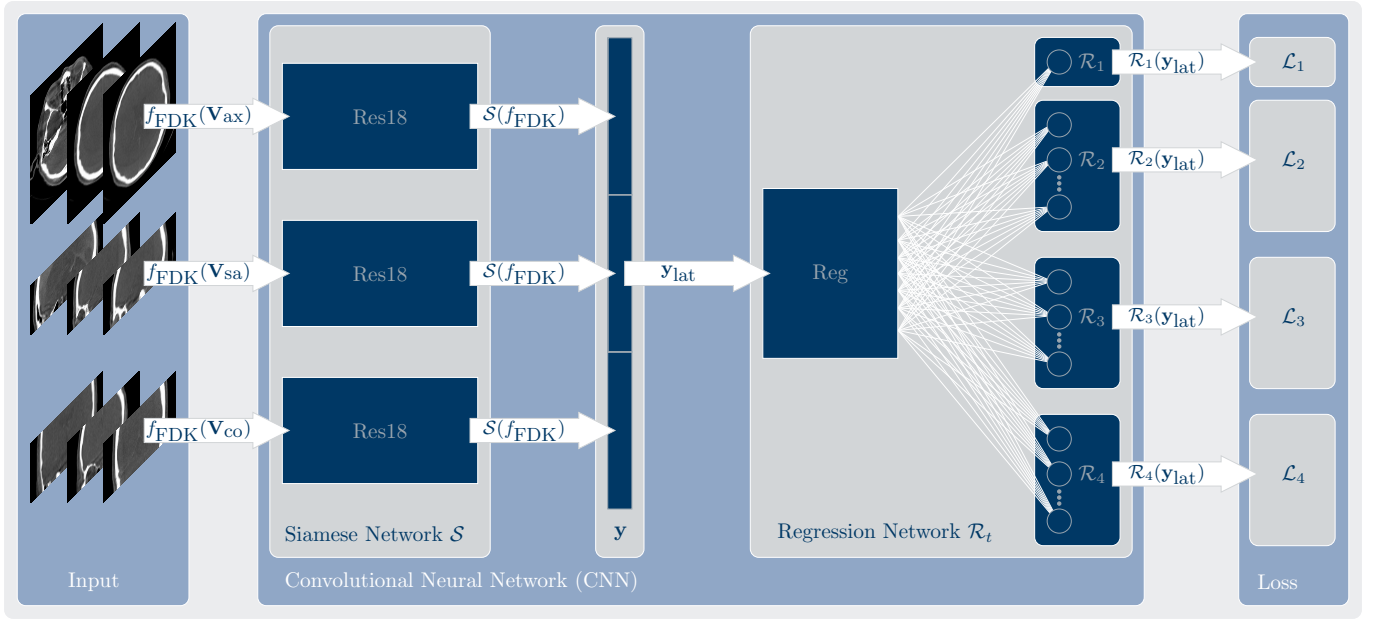 f_FDK(V_ax)
Res18
S(f_FDK)
R_1
R_1(y_lat)
L_1
R_2
R_2(y_lat)
L_2
f_FDK(V_sa)
Res18
S(f_FDK)
y_lat
Reg
R_3
R_3(y_lat)
L_3
f_FDK(V_co)
Res18
S(f_FDK)
R_4
R_4(y_lat)
L_4
Siamese Network S
y
Regression Network R_t
Input
Convolutional Neural Network (CNN)
Loss